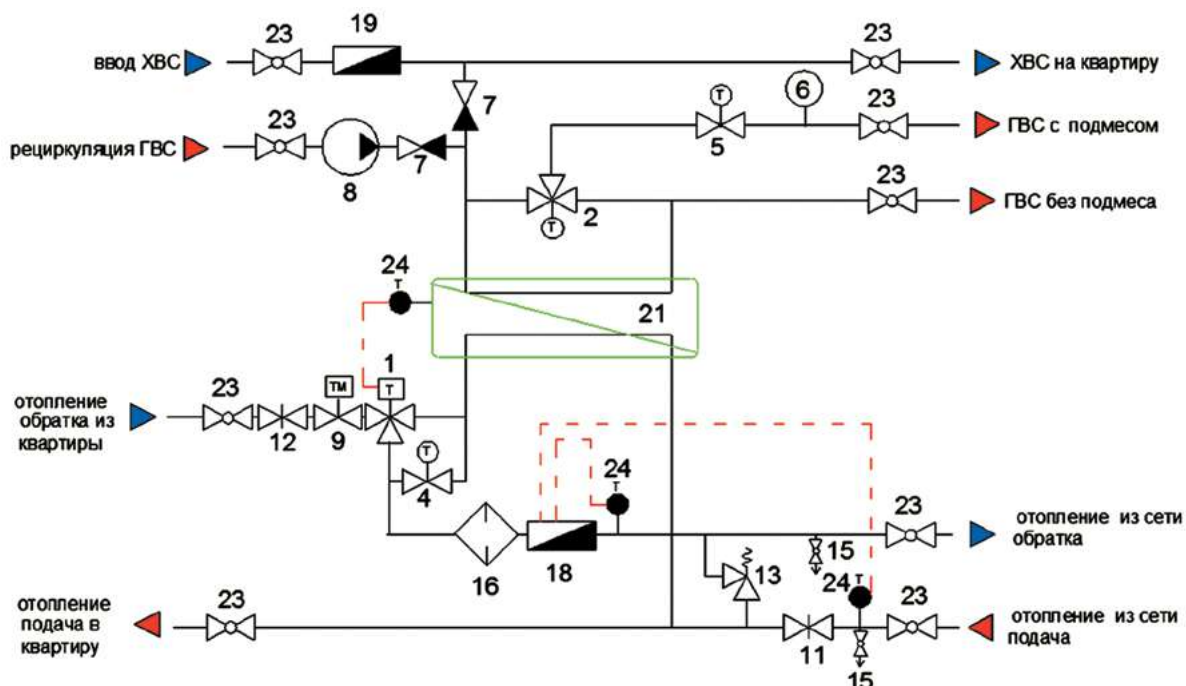 23
19
23
ввод ХВС
ХВС на квартиру
7
Т
6
23
23
5
ГВС с подмесом
рециркуляция ГВС
7
8
23
2
Т
ГВС без подмеса
24
Т
21
1
Т
23
ТМ
отопление
обратка из
квартиры
12
9
Т
4
24
Т
23
отопление из сети
обратка
16
18
13
15
24
Т
23
23
отопление
подача в
квартиру
11
15
отопление из сети
подача